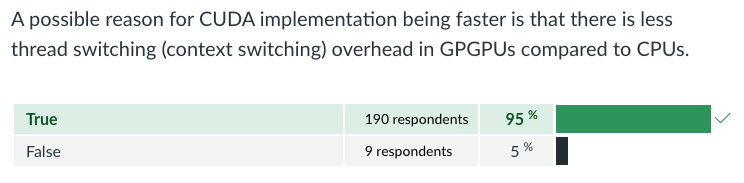 A possible reason for CUDA implementation being faster is that there is less
thread switching (context switching) overhead in GPGPUs compared to CPUs.
True 190 respondents 95 %
False 9 respondents 5 %